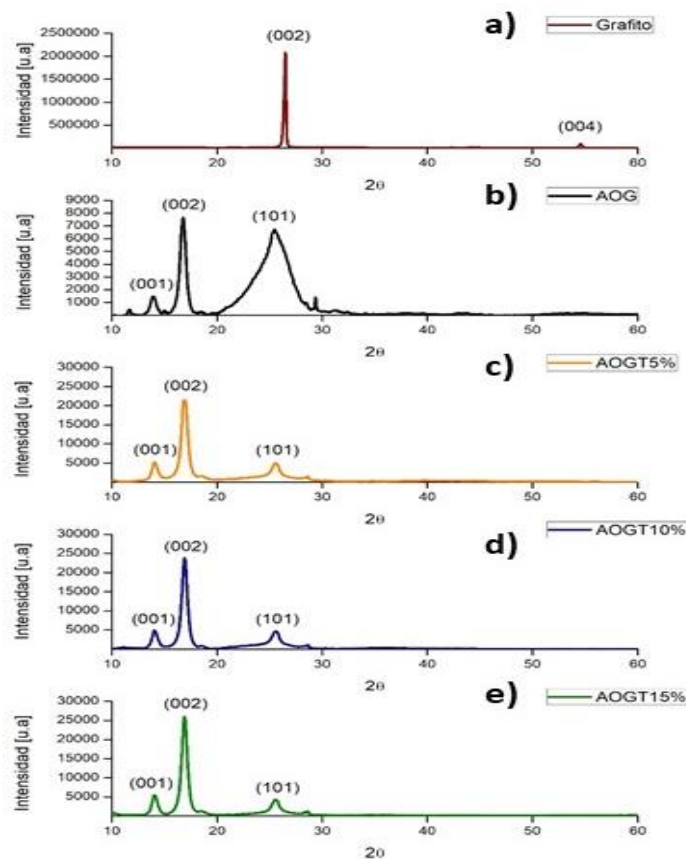 a)
Grafito
(002)
(004)
Intensidad [u.a]
2500000
2000000
1500000
1000000
500000
10 20 30 40 50 60
2θ
b)
AOG
(002)
(101)
(001)
Intensidad [u.a]
9000
8000
7000
6000
5000
4000
3000
2000
1000
10 20 30 40 50 60
2θ
c)
AOGT5%
(002)
(001)
(101)
Intensidad [u.a]
30000
25000
20000
15000
10000
5000
10 20 30 40 50 60
2θ
d)
AOGT10%
(002)
(001)
(101)
Intensidad [u.a]
30000
25000
20000
15000
10000
5000
10 20 30 40 50 60
2θ
e)
AOGT15%
(002)
(001)
(101)
Intensidad [u.a]
30000
25000
20000
15000
10000
5000
10 20 30 40 50 60
2θ